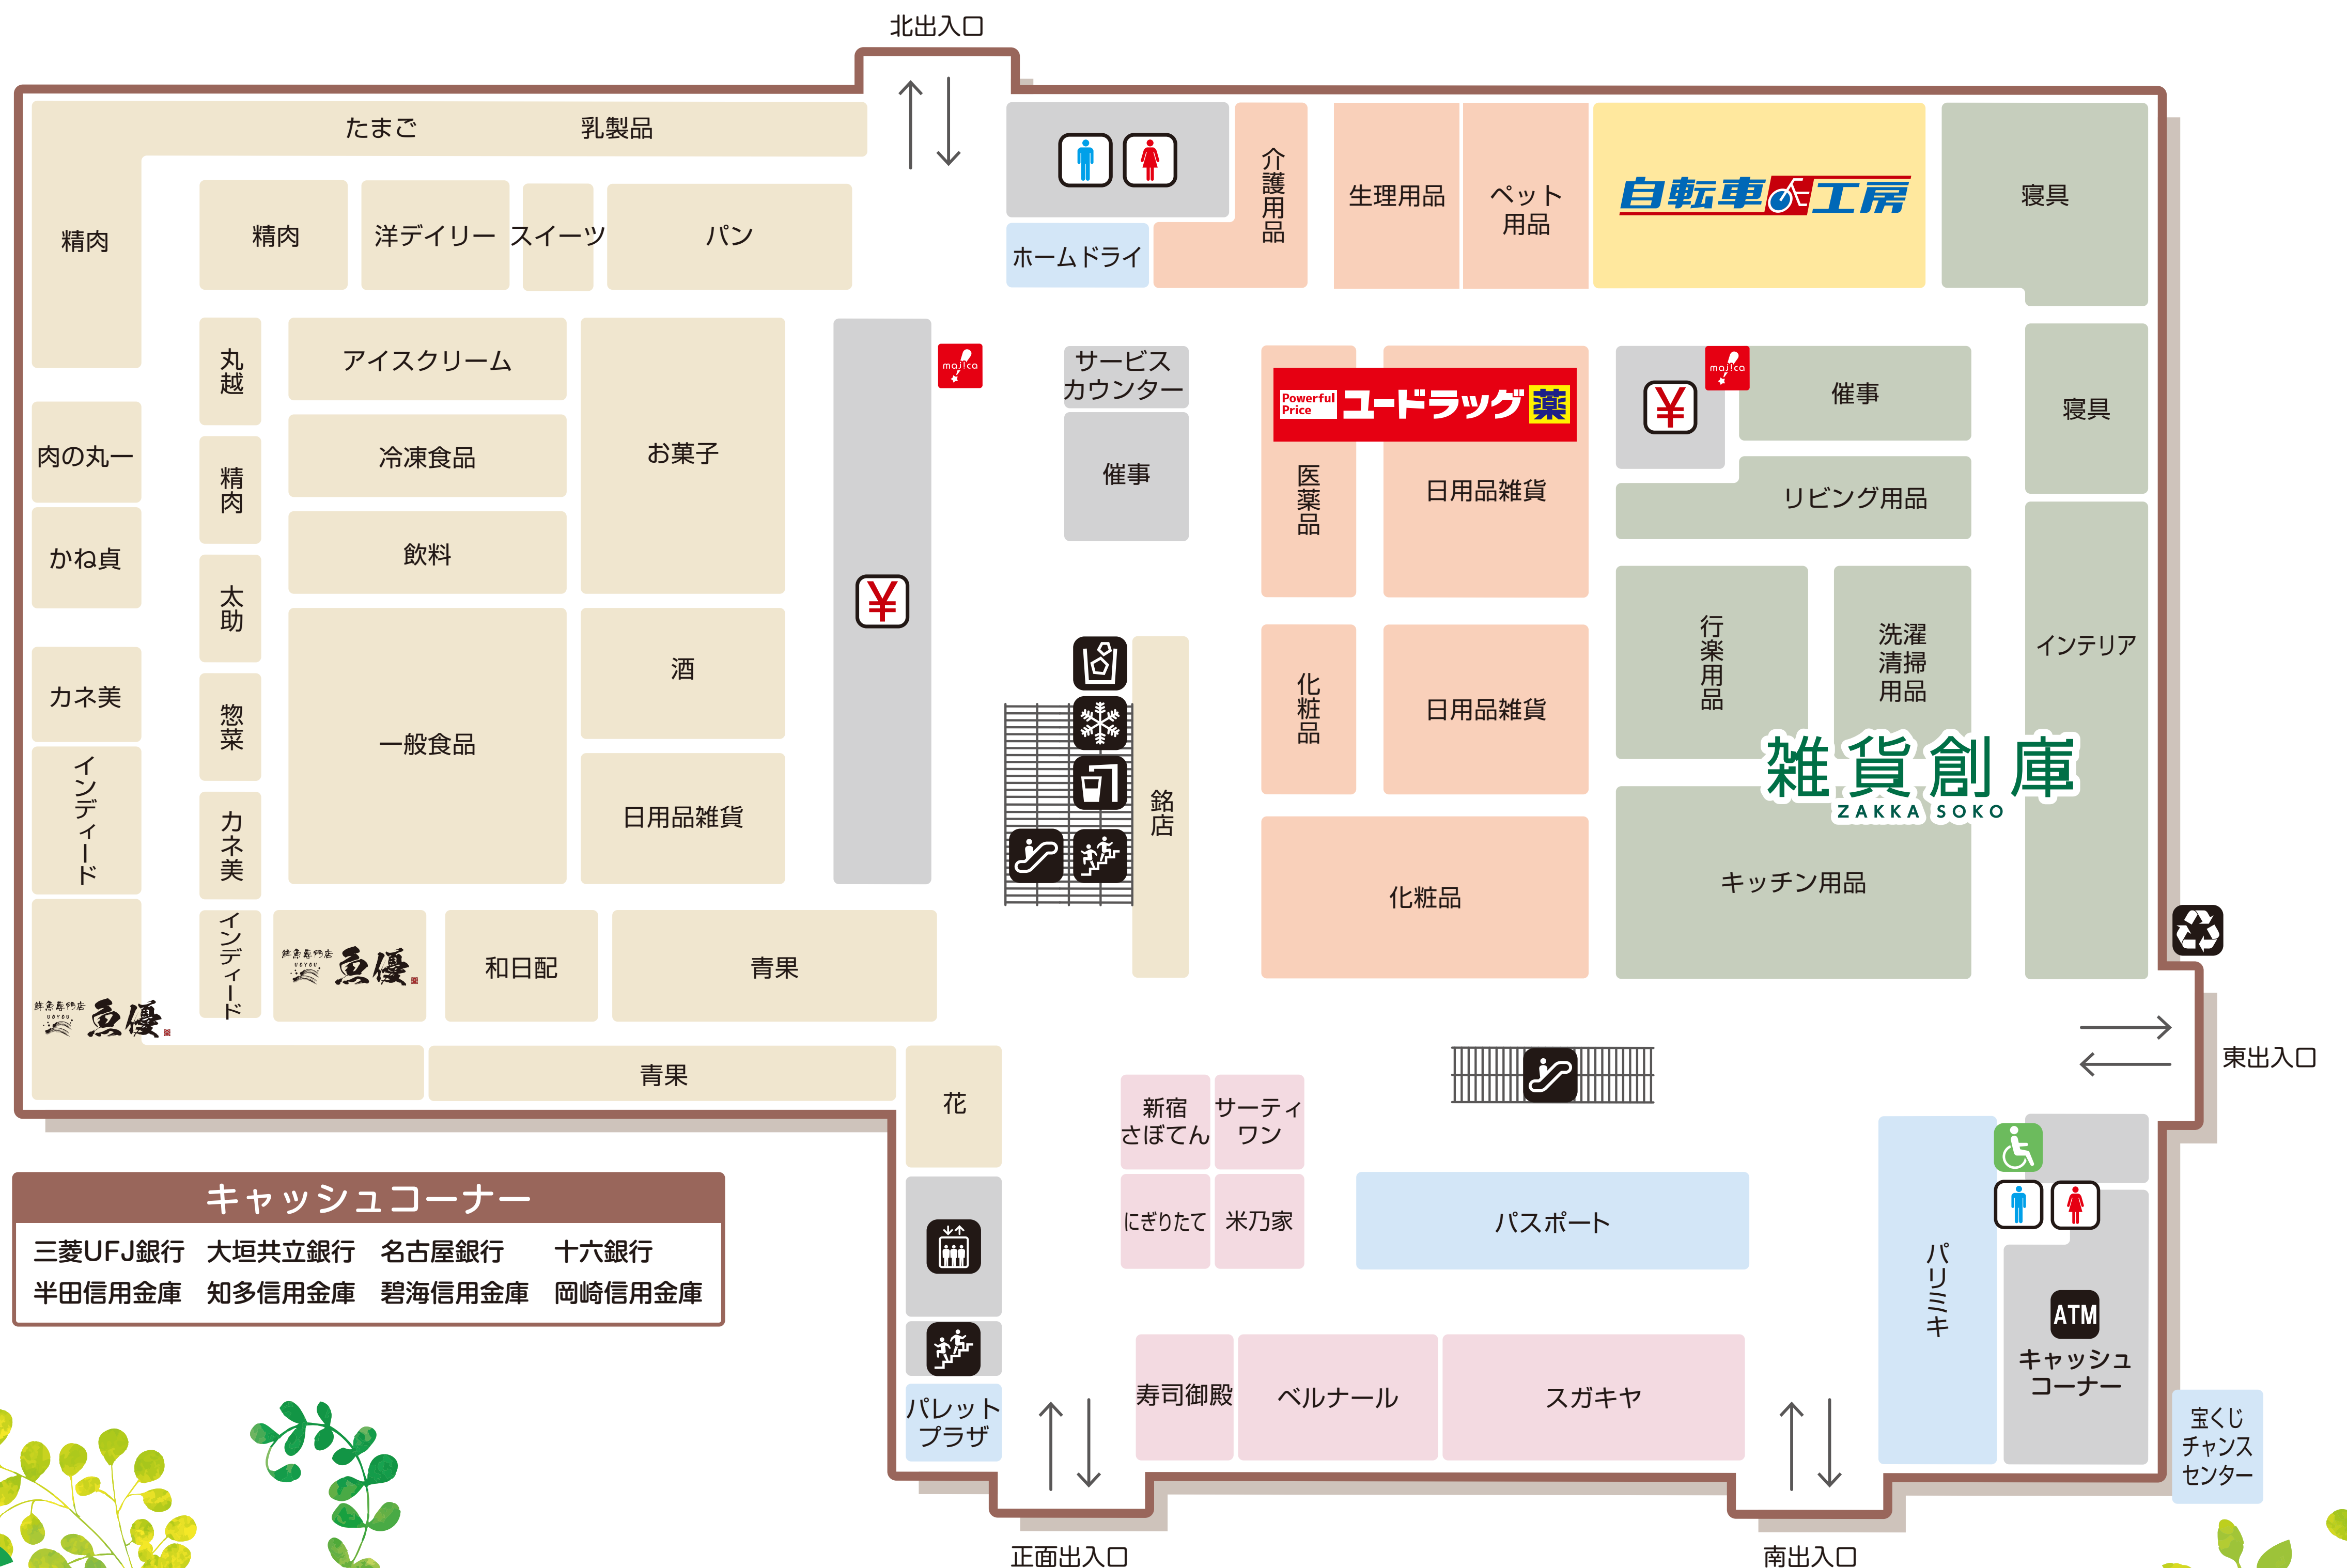 北出入口
たまご
乳製品
精肉
精肉
洋デイリー
スイーツ
パン
ホームドライ
介護用品
生理用品
ペット
用品
自転車工房
寝具
丸越
アイスクリーム
お菓子
majica
サービス
カウンター
Powerful
Price
ユードラッグ 薬
¥
majica
催事
寝具
肉の丸一
精肉
冷凍食品
催事
医薬品
日用品雑貨
リビング用品
かね貞
飲料
太助
¥
行楽用品
洗濯
清掃
用品
インテリア
カネ美
惣菜
一般食品
酒
化粧品
日用品雑貨
雑貨創庫
ZAKKA SOKO
インディード
カネ美
日用品雑貨
銘店
化粧品
キッチン用品
インディード
鮮魚専門店
UOYOU
魚優
和日配
青果
鮮魚専門店
UOYOU
魚優
青果
花
東出入口
新宿
さぼてん
サーティ
ワン
にぎりたて
米乃家
パスポート
パリミキ
ATM
キャッシュ
コーナー
キャッシュコーナー
三菱UFJ銀行 大垣共立銀行 名古屋銀行 十六銀行
半田信用金庫 知多信用金庫 碧海信用金庫 岡崎信用金庫
パレット
プラザ
寿司御殿
ベルナール
スガキヤ
宝くじ
チャンス
センター
正面出入口
南出入口